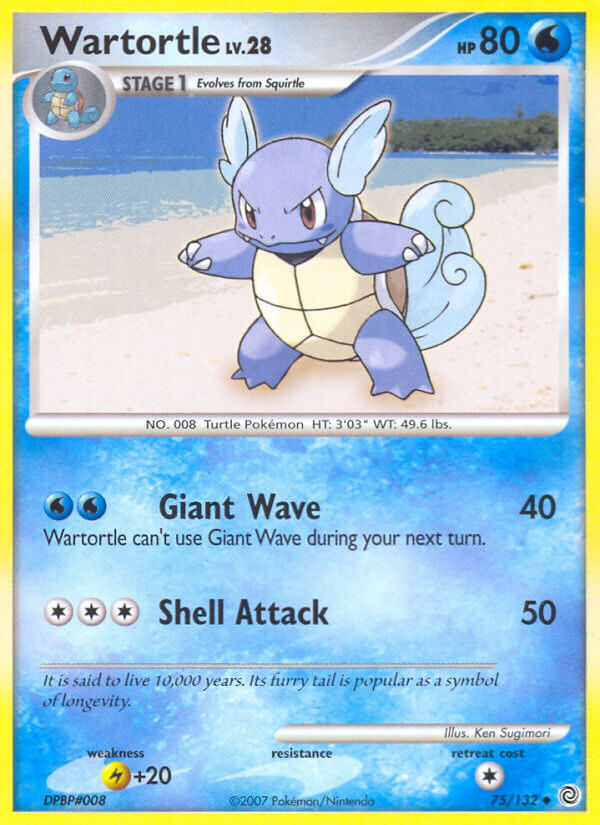 Wartortle LV.28
HP 80
STAGE 1 Evolves from Squirtle
NO. 008 Turtle Pokémon HT: 3'03" WT: 49.6 lbs.
Giant Wave 40
Wartortle can't use Giant Wave during your next turn.
Shell Attack 50
It is said to live 10,000 years. Its furry tail is popular as a symbol
of longevity.
Illus. Ken Sugimori
weakness resistance retreat cost
+20
DPBP#008 ©2007 Pokémon/Nintendo 75/132